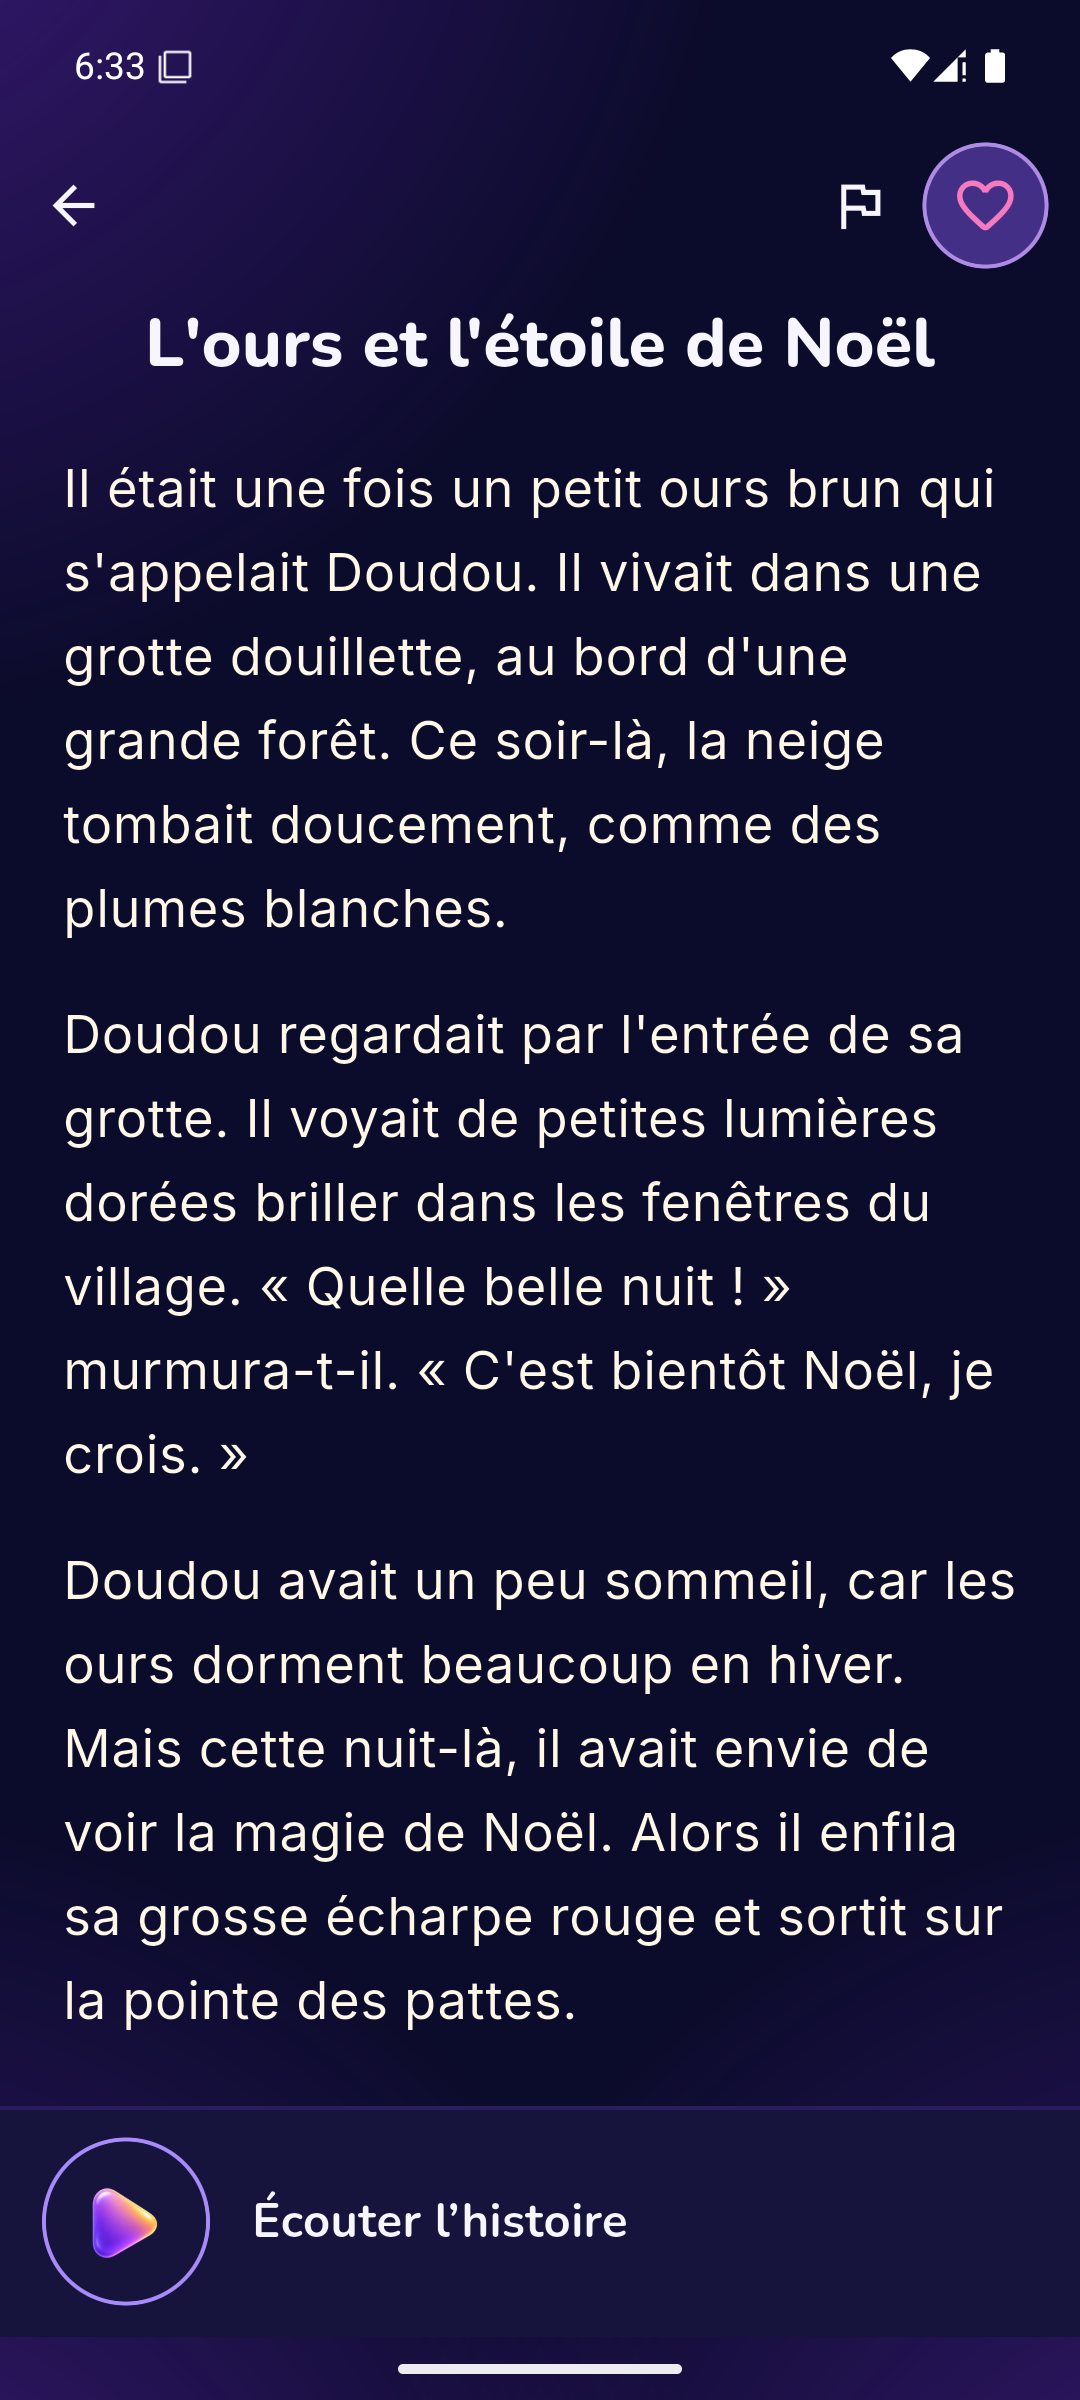 6:33
L'ours et l'étoile de Noël
Il était une fois un petit ours brun qui
s'appelait Doudou. Il vivait dans une
grotte douillette, au bord d'une
grande forêt. Ce soir-là, la neige
tombait doucement, comme des
plumes blanches.
Doudou regardait par l'entrée de sa
grotte. Il voyait de petites lumières
dorées briller dans les fenêtres du
village. « Quelle belle nuit ! »
murmura-t-il. « C'est bientôt Noël, je
crois. »
Doudou avait un peu sommeil, car les
ours dorment beaucoup en hiver.
Mais cette nuit-là, il avait envie de
voir la magie de Noël. Alors il enfila
sa grosse écharpe rouge et sortit sur
la pointe des pattes.
Écouter l’histoire